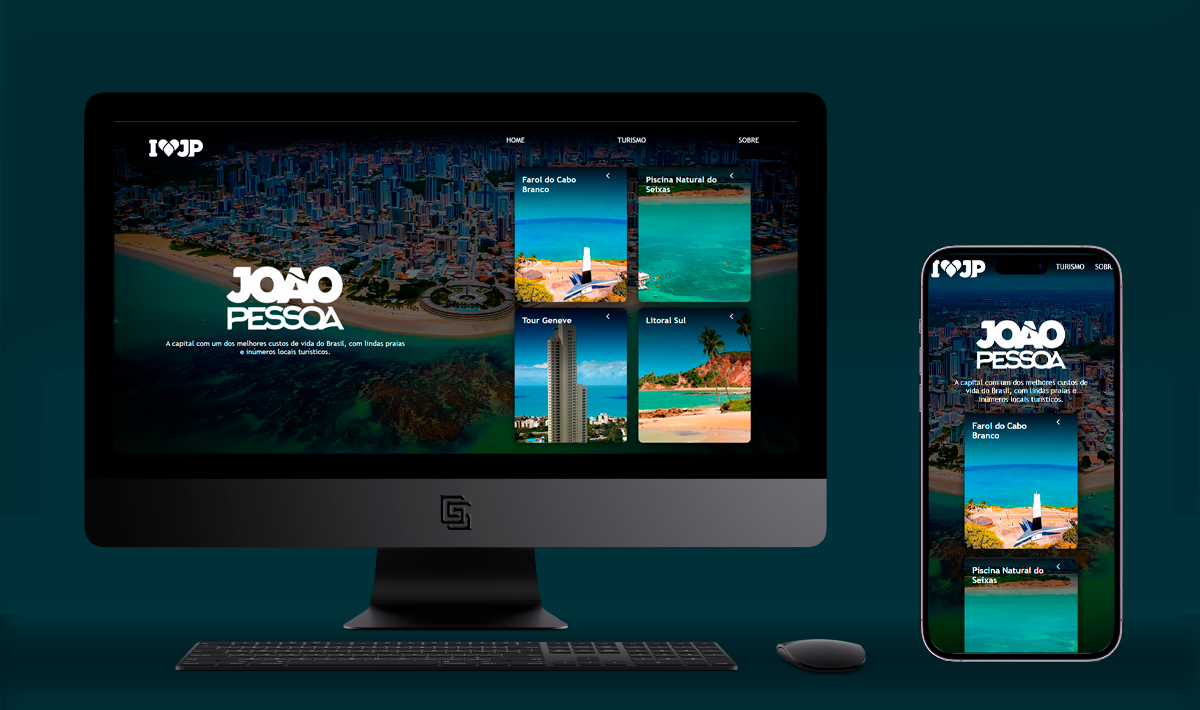 I JP
HOME TURISMO SOBRE
Farol do Cabo
Branco
Piscina Natural do
Seixas
JOÃO
PESSOA
A capital com um dos melhores custos de vida do Brasil, com lindas praias
e inúmeros locais turísticos.
Tour Geneve
Litoral Sul
I JP
TURISMO SOBR
JOÃO
PESSOA
A capital com um dos melhores custos de
vida do Brasil, com lindas praias e
inúmeros locais turísticos.
Farol do Cabo
Branco
Piscina Natural do
Seixas